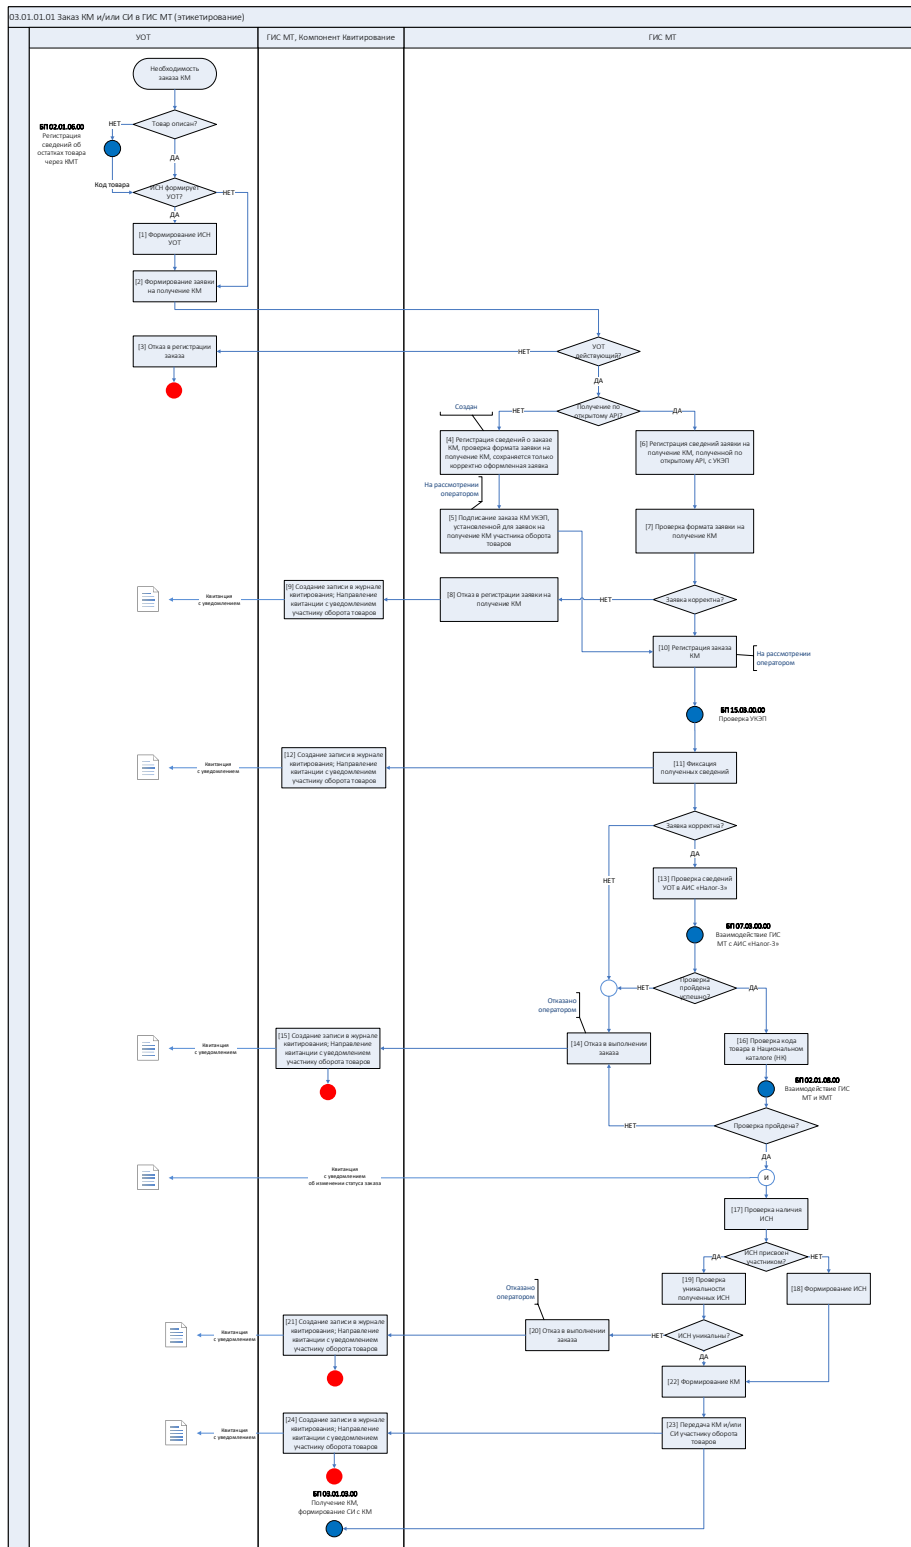 03.01.01.01 Заказ КМ и/или СИ в ГИС МТ (этикетирование)
УОТ
ГИС МТ, Компонент Квитирование
ГИС МТ
Необходимость
заказа КМ
Товар описан?
НЕТ
ДА
БП 02.01.06.00
Регистрация
сведений об
остатках товара
через КМТ
Код товара
ИСН формирует
УОТ?
НЕТ
ДА
[1] Формирование ИСН
УОТ
[2] Формирование заявки
на получение КМ
[3] Отказ в регистрации
заказа
НЕТ
УОТ
действующий?
ДА
Получение по
открытому API?
НЕТ
ДА
Создан
[4] Регистрация сведений о заказе
КМ, проверка формата заявки на
получение КМ, сохраняется только
корректно оформленная заявка
[6] Регистрация сведений заявки на
получение КМ, полученной по
открытому API, с УКЭП
На рассмотрении
оператором
[5] Подписание заказа КМ УКЭП,
установленной для заявок на
получение КМ участника оборота
товаров
[7] Проверка формата заявки на
получение КМ
Квитанция
с уведомлением
[9] Создание записи в журнале
квитирования; Направление
квитанции с уведомлением
участнику оборота товаров
[8] Отказ в регистрации заявки на
получение КМ
НЕТ
Заявка корректна?
[10] Регистрация заказа
КМ
На рассмотрении
оператором
БП 15.03.00.00
Проверка УКЭП
Квитанция
с уведомлением
[12] Создание записи в журнале
квитирования; Направление
квитанции с уведомлением
участнику оборота товаров
[11] Фиксация
полученных сведений
Заявка корректна?
ДА
НЕТ
[13] Проверка сведений
УОТ в АИС «Налог-3»
БП 07.03.00.00
Взаимодействие ГИС
МТ с АИС «Налог-3»
Проверка
пройдена
успешно?
НЕТ
ДА
Отказано
оператором
Квитанция
с уведомлением
[15] Создание записи в журнале
квитирования; Направление
квитанции с уведомлением
участнику оборота товаров
[14] Отказ в выполнении
заказа
[16] Проверка кода
товара в Национальном
каталоге (НК)
БП 02.01.08.00
Взаимодействие ГИС
МТ и КМТ
НЕТ
Проверка пройдена?
ДА
Квитанция
с уведомлением
об изменении статуса заказа
И
[17] Проверка наличия
ИСН
ДА
ИСН присвоен
участником?
НЕТ
[19] Проверка
уникальности
полученных ИСН
[18] Формирование ИСН
Отказано
оператором
Квитанция
с уведомлением
[21] Создание записи в журнале
квитирования; Направление
квитанции с уведомлением
участнику оборота товаров
[20] Отказ в выполнении
заказа
НЕТ
ИСН уникальны?
ДА
[22] Формирование КМ
Квитанция
с уведомлением
[24] Создание записи в журнале
квитирования; Направление
квитанции с уведомлением
участнику оборота товаров
[23] Передача КМ и/или
СИ участнику оборота
товаров
БП 03.01.03.00
Получение КМ,
формирование СИ с КМ